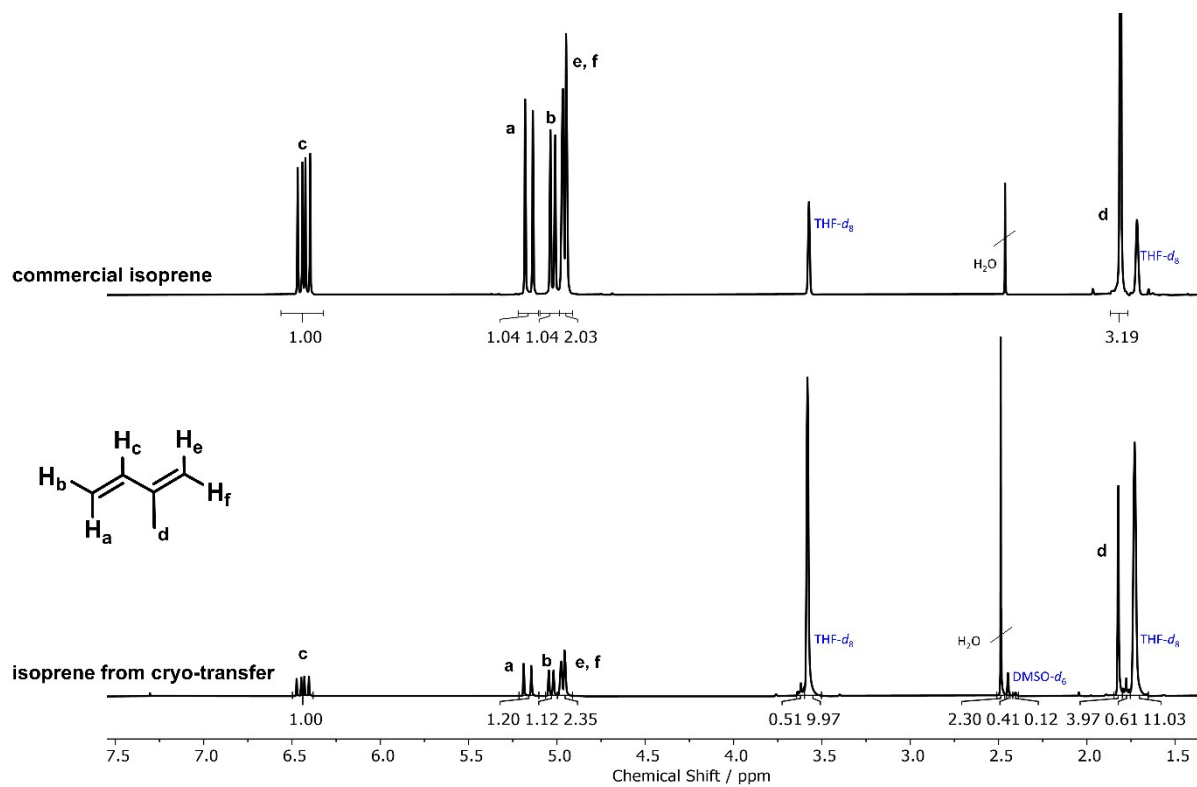 e, f
a
b
c
d
THF-d₈
H₂O
THF-d₈
commercial isoprene
1.00
1.04 1.04 2.03
3.19
Hc
He
Hb
Hf
Ha
d
d
THF-d₈
H₂O
THF-d₈
c
a
b
e, f
DMSO-d₆
isoprene from cryo-transfer
1.00
1.20 1.12 2.35
0.51 9.97
2.30 0.41 0.12
3.97 0.61 11.03
7.5 7.0 6.5 6.0 5.5 5.0 4.5 4.0 3.5 3.0 2.5 2.0 1.5
Chemical Shift / ppm